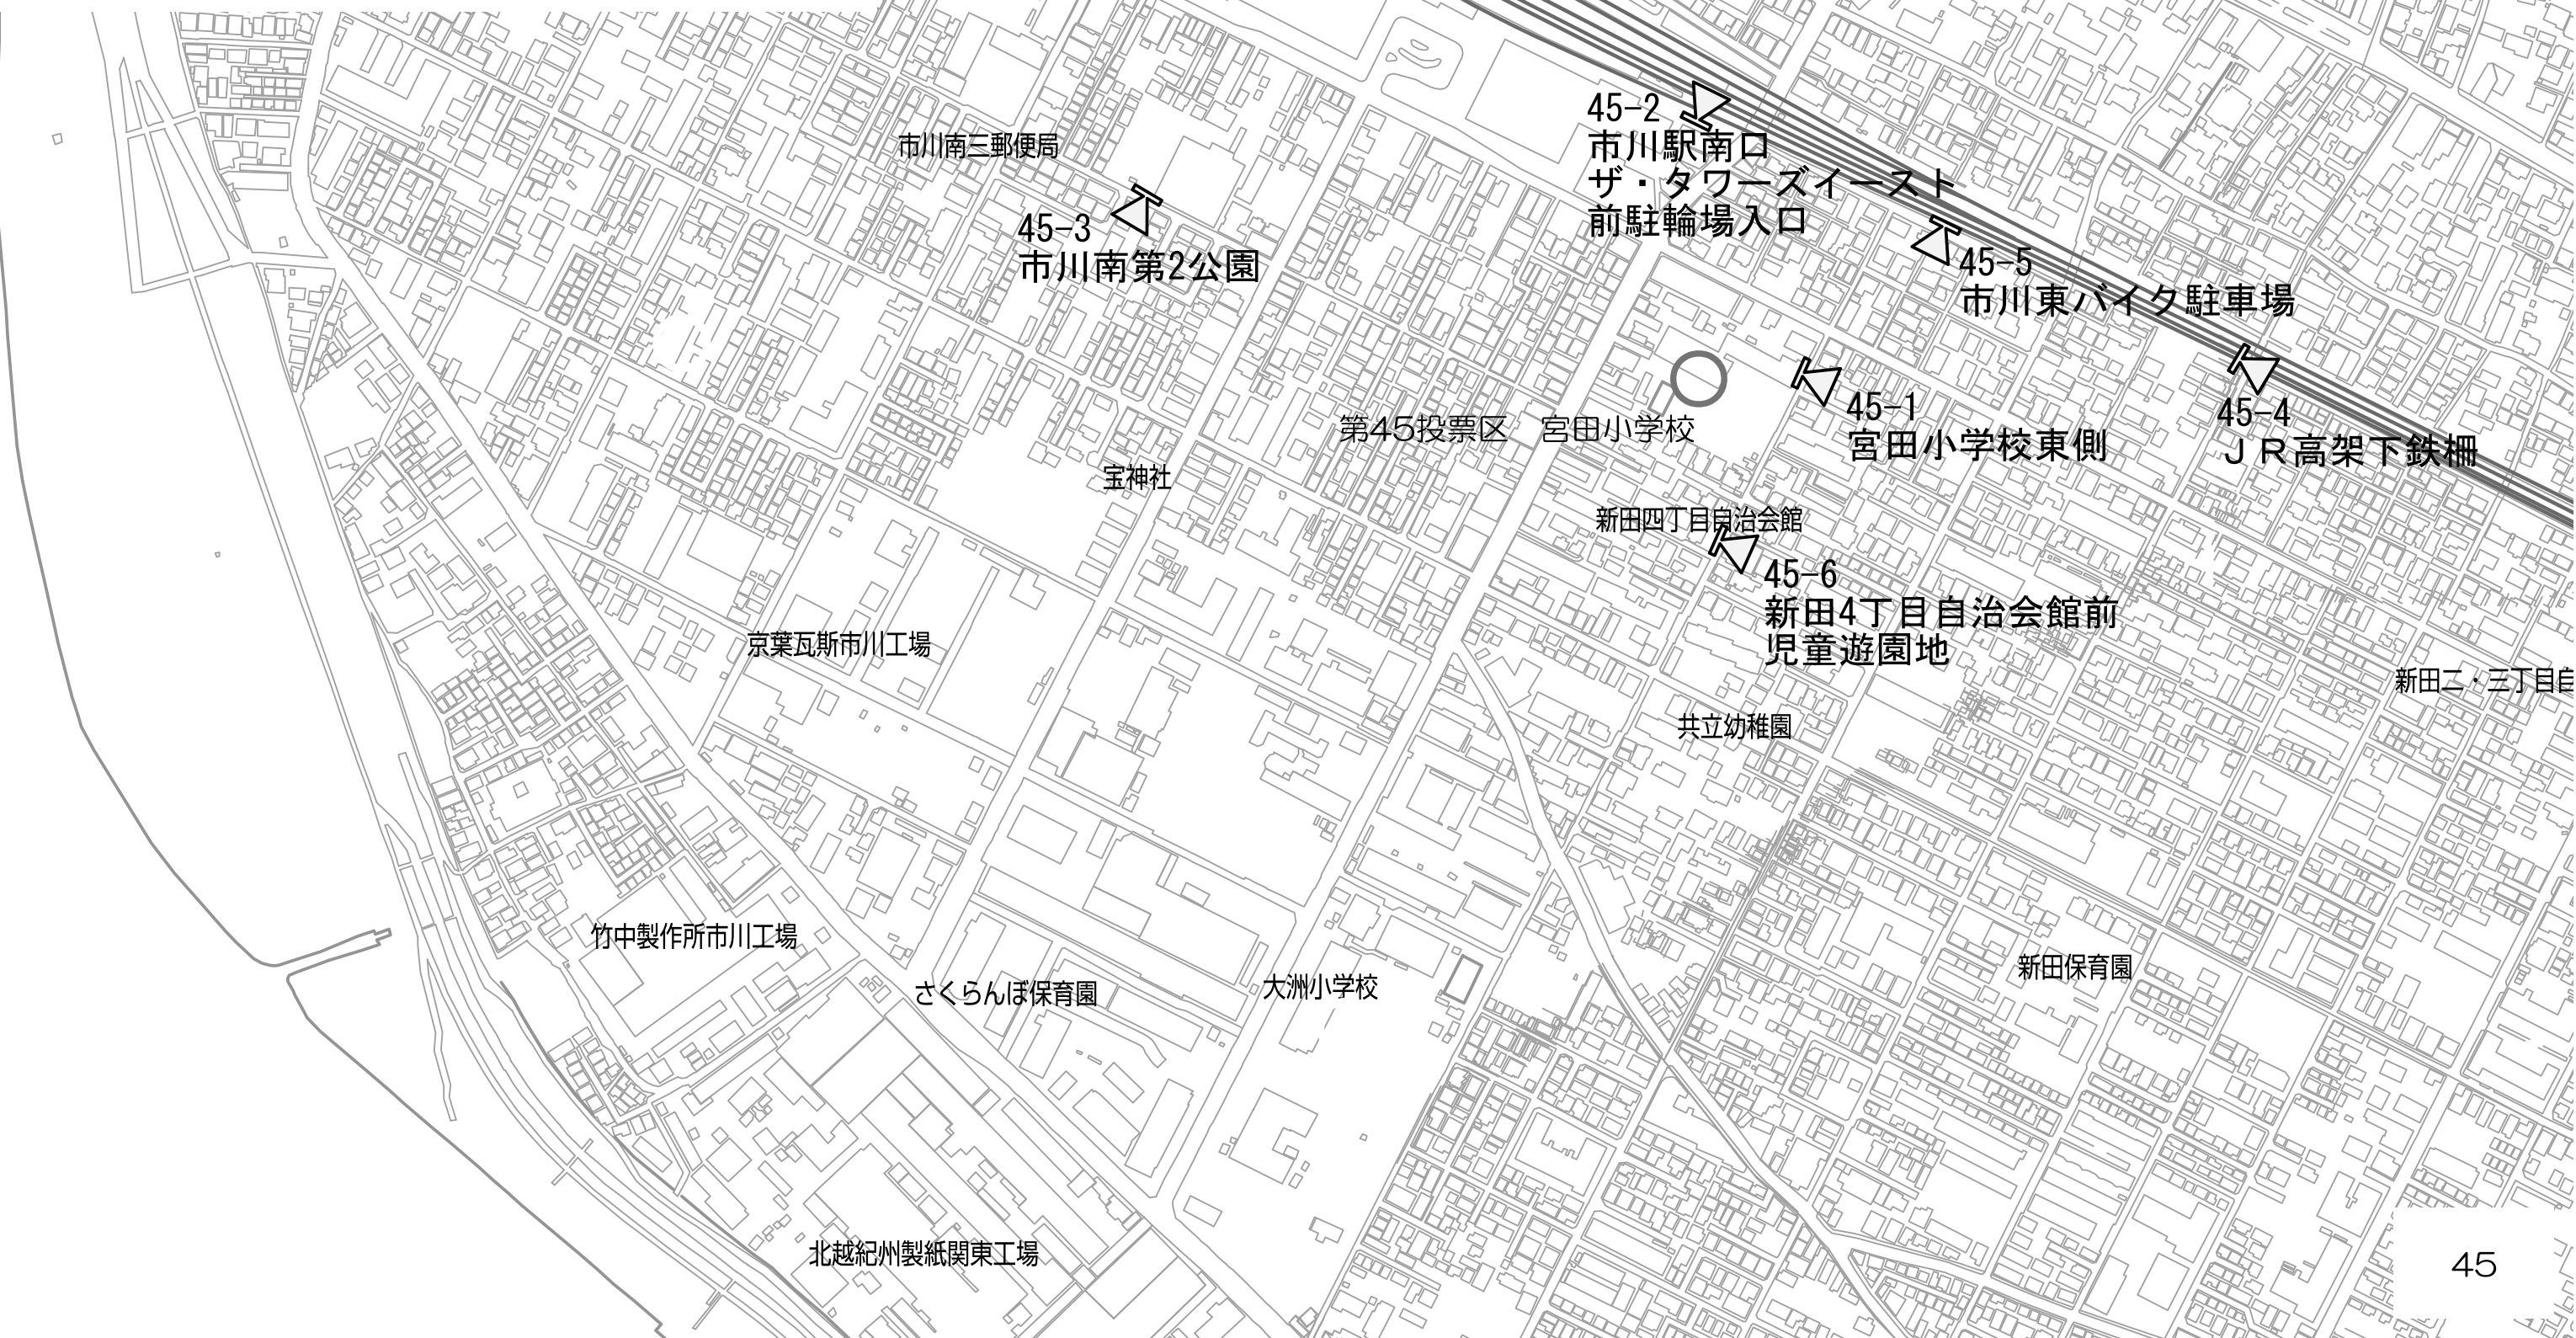 45-2
市川駅南口
ザ・タワーズイースト
前駐輪場入口
市川南三郵便局
45-3
市川南第2公園
45-5
市川東バイク駐車場
45-1
宮田小学校東側
45-4
ＪＲ高架下鉄柵
第45投票区　宮田小学校
宝神社
新田四丁目自治会館
45-6
新田4丁目自治会館前
児童遊園地
京葉瓦斯市川工場
新田二・三丁目自
共立幼稚園
竹中製作所市川工場
さくらんぼ保育園
大洲小学校
新田保育園
北越紀州製紙関東工場
45